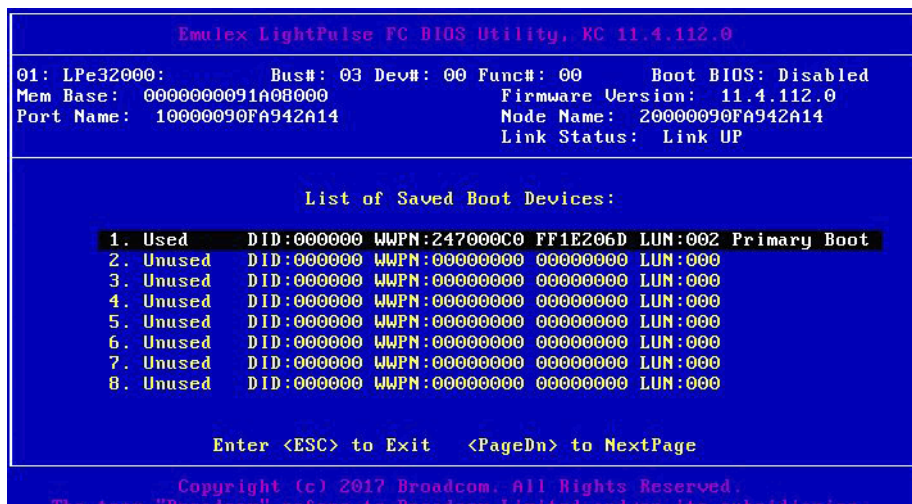 Emulex LightPulse FC BIOS Utility, KC 11.4.112.0
01: LPe32000: Bus#: 03 Dev#: 00 Func#: 00 Boot BIOS: Disabled
Mem Base: 0000000091A08000 Firmware Version: 11.4.112.0
Port Name: 10000090FA942A14 Node Name: 20000090FA942A14
Link Status: Link UP
List of Saved Boot Devices:
1. Used DID:000000 WWPN:247000C0 FF1E206D LUN:002 Primary Boot
2. Unused DID:000000 WWPN:00000000 00000000 LUN:000
3. Unused DID:000000 WWPN:00000000 00000000 LUN:000
4. Unused DID:000000 WWPN:00000000 00000000 LUN:000
5. Unused DID:000000 WWPN:00000000 00000000 LUN:000
6. Unused DID:000000 WWPN:00000000 00000000 LUN:000
7. Unused DID:000000 WWPN:00000000 00000000 LUN:000
8. Unused DID:000000 WWPN:00000000 00000000 LUN:000
Enter <ESC> to Exit <PageDn> to NextPage
Copyright (c) 2017 Broadcom. All Rights Reserved.